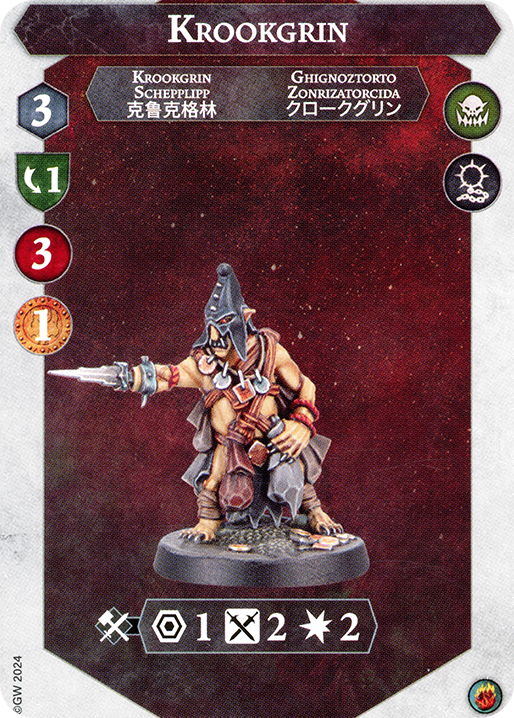 Krookgrin
Krookgrin
Schepplipp
克鲁克格林
Ghignoztorto
Zonrizatorcida
クロークグリン
3
1
3
1
1 2 2
©GW 2024